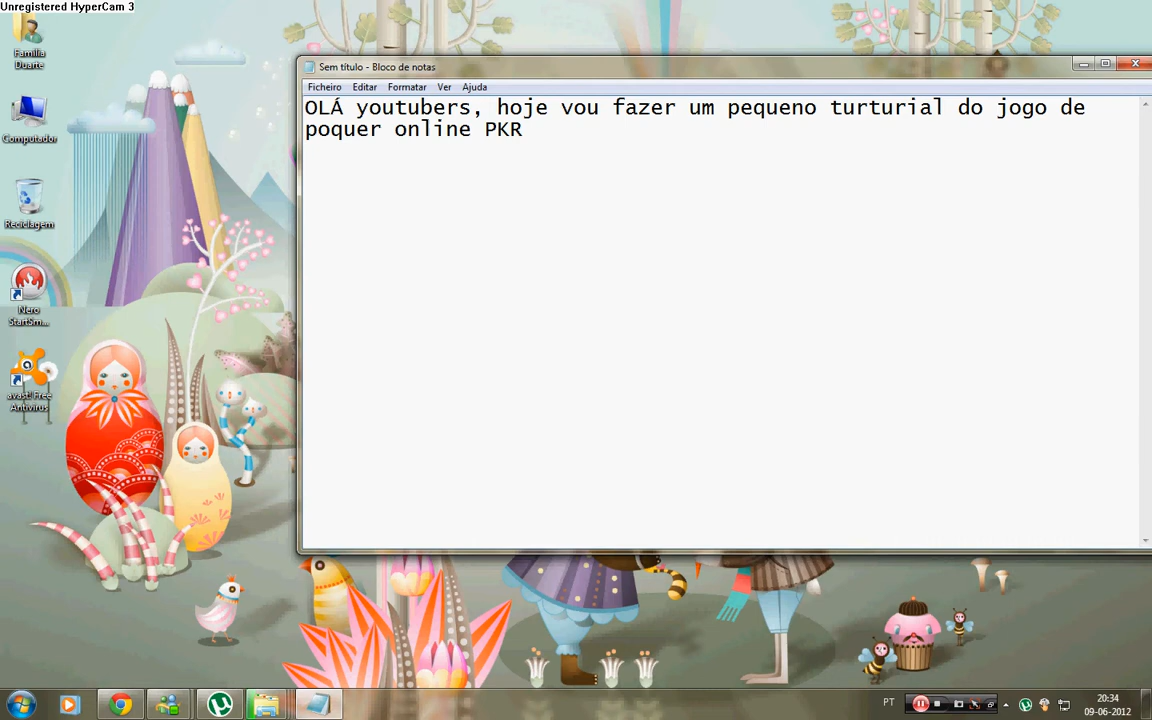 Unregistered HyperCam 3
Familia
Duarte
Computador
Reciclagem
Nero
StartSm...
avast! Free
Antivirus
Sem título - Bloco de notas
Ficheiro Editar Formatar Ver Ajuda
OLÁ youtubers, hoje vou fazer um pequeno turturial do jogo de
poquer online PKR
PT
20:34
09-06-2012